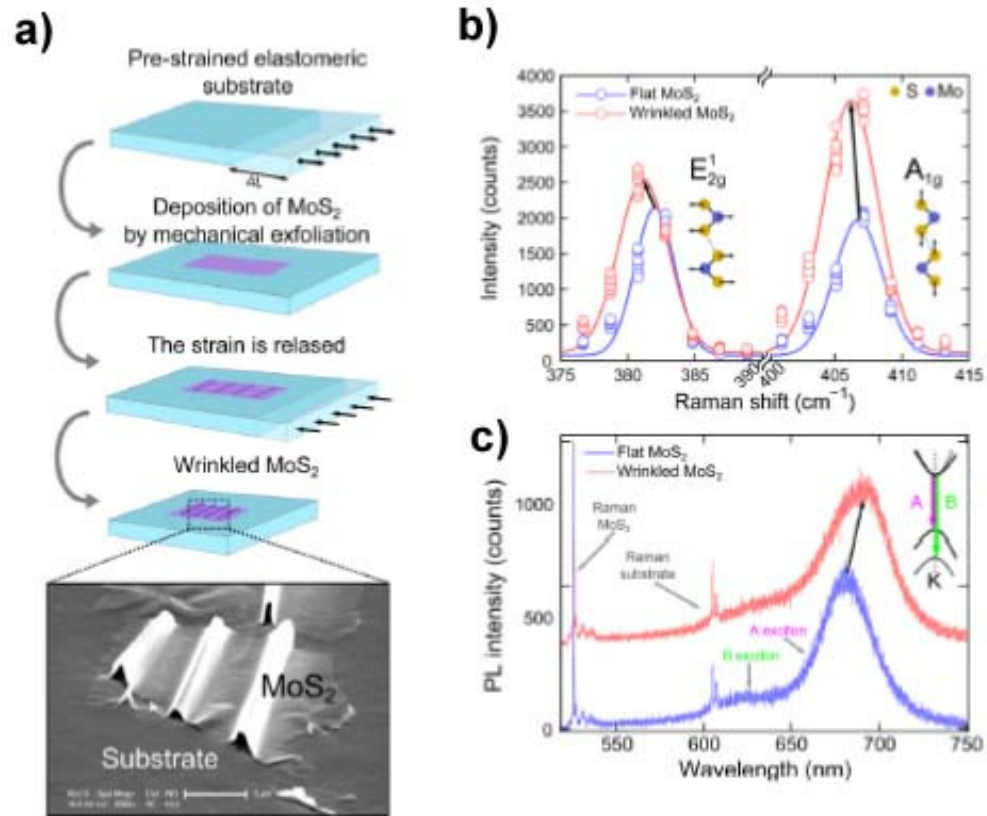 a)
Pre-strained elastomeric
substrate
Deposition of MoS₂
by mechanical exfoliation
The strain is relased
Wrinkled MoS₂
MoS₂
Substrate
b)
Flat MoS₂
Wrinkled MoS₂
S Mo
E¹₂g
A₁g
Intensity (counts)
4000
3500
3000
2500
2000
1500
1000
500
0
375 380 385 390 400 405 410 415
Raman shift (cm⁻¹)
c)
Flat MoS₂
Wrinkled MoS₂
Raman
MoS₂
Raman
substrate
A exciton
B exciton
A B
K
PL intensity (counts)
1000
500
0
550 600 650 700 750
Wavelength (nm)